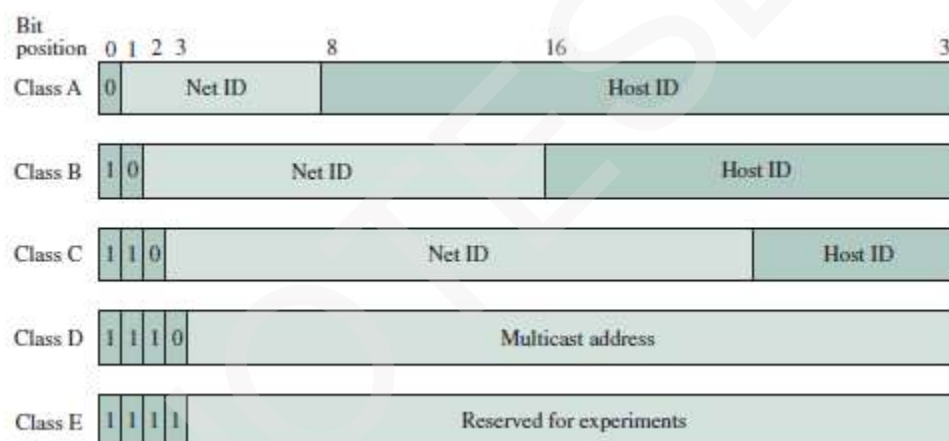 Bit
position 0 1 2 3 8 16 3
Class A 0 Net ID Host ID
Class B 1 0 Net ID Host ID
Class C 1 1 0 Net ID Host ID
Class D 1 1 1 0 Multicast address
Class E 1 1 1 1 Reserved for experiments